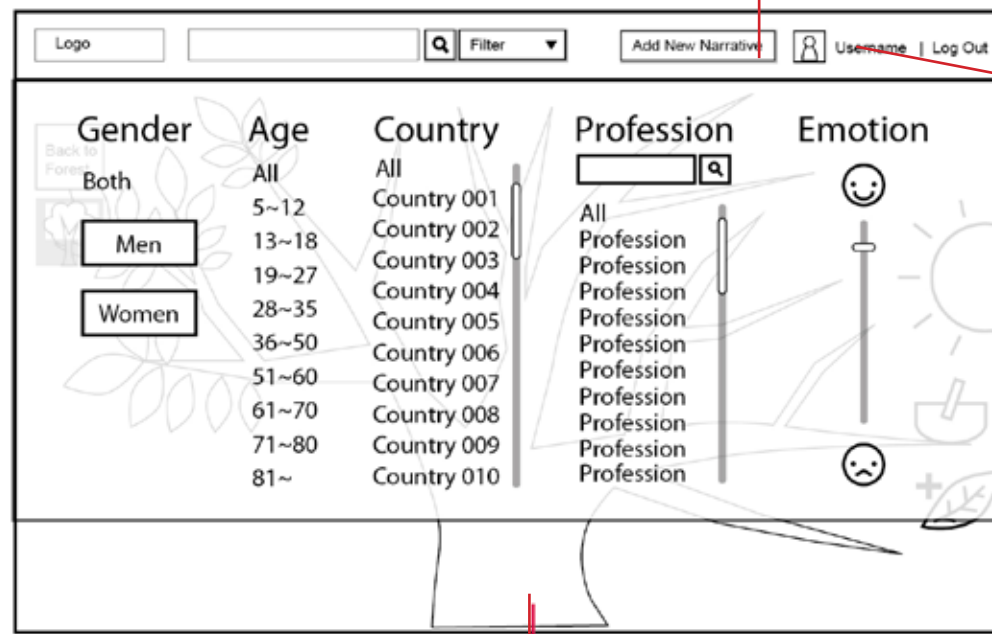 Logo
Filter
Add New Narrative
Username | Log Out
Back to
Forest
Gender
Both
Men
Women
Age
All
5~12
13~18
19~27
28~35
36~50
51~60
61~70
71~80
81~
Country
All
Country 001
Country 002
Country 003
Country 004
Country 005
Country 006
Country 007
Country 008
Country 009
Country 010
Profession
All
Profession
Profession
Profession
Profession
Profession
Profession
Profession
Profession
Profession
Profession
Emotion